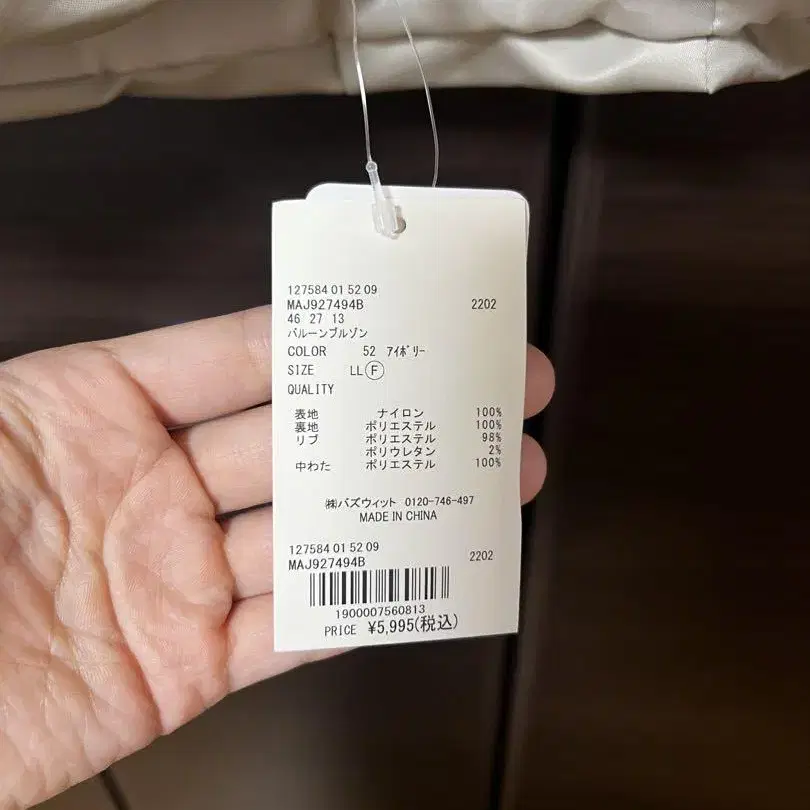 127584 01 52 09
MAJ927494B 2202
46 27 13
バルーンブルゾン
COLOR 52 ｱｲﾎﾞﾘｰ
SIZE LL Ⓕ
QUALITY
表地 ナイロン 100%
裏地 ポリエステル 100%
リブ ポリエステル 98%
ポリウレタン 2%
中わた ポリエステル 100%
㈱バズウィット 0120-746-497
MADE IN CHINA
127584 01 52 09
MAJ927494B 2202
1900007560813
PRICE ¥5,995(税込)